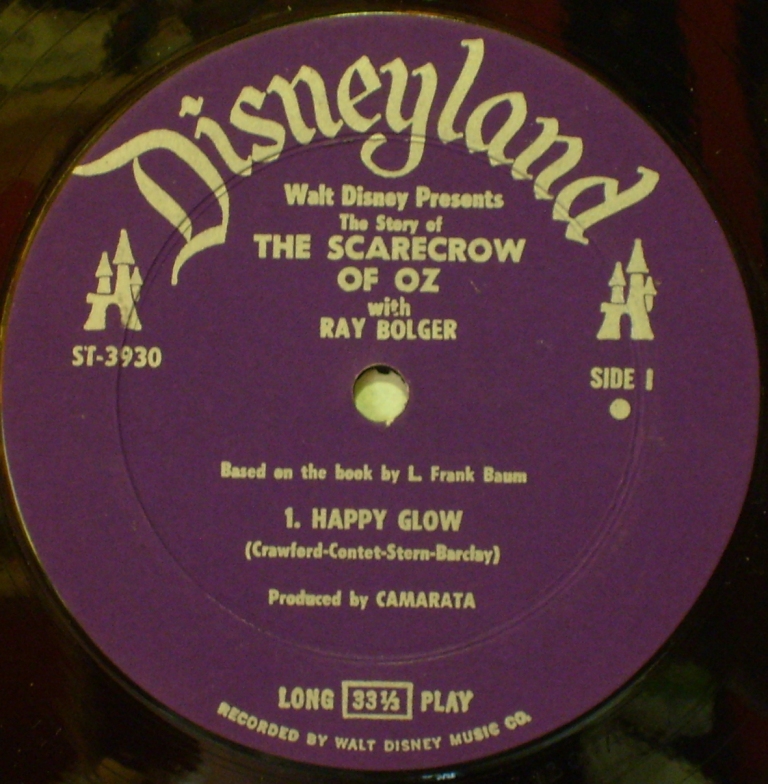 Disneyland
Walt Disney Presents
The Story of
THE SCARECROW
OF OZ
with
RAY BOLGER
ST-3930
SIDE 1
Based on the book by L. Frank Baum
1. HAPPY GLOW
(Crawford-Contet-Stern-Barclay)
Produced by CAMARATA
LONG 33⅓ PLAY
RECORDED BY WALT DISNEY MUSIC CO.